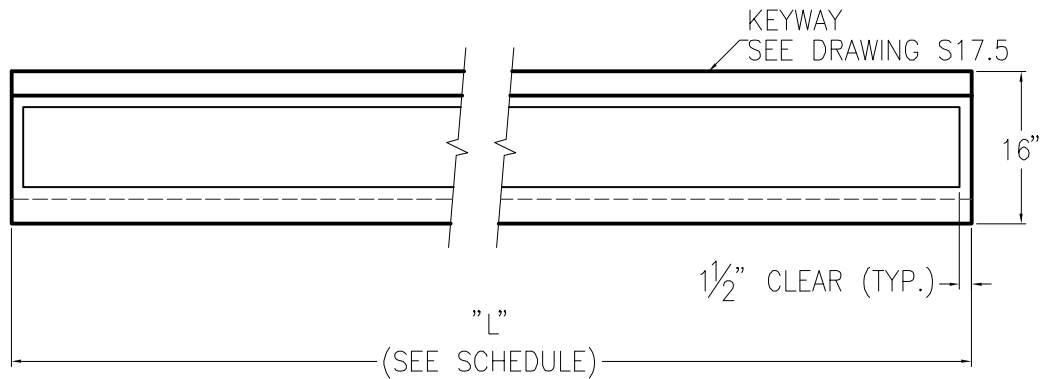 KEYWAY
SEE DRAWING S17.5
16"
1½" CLEAR (TYP.)
"L"
(SEE SCHEDULE)